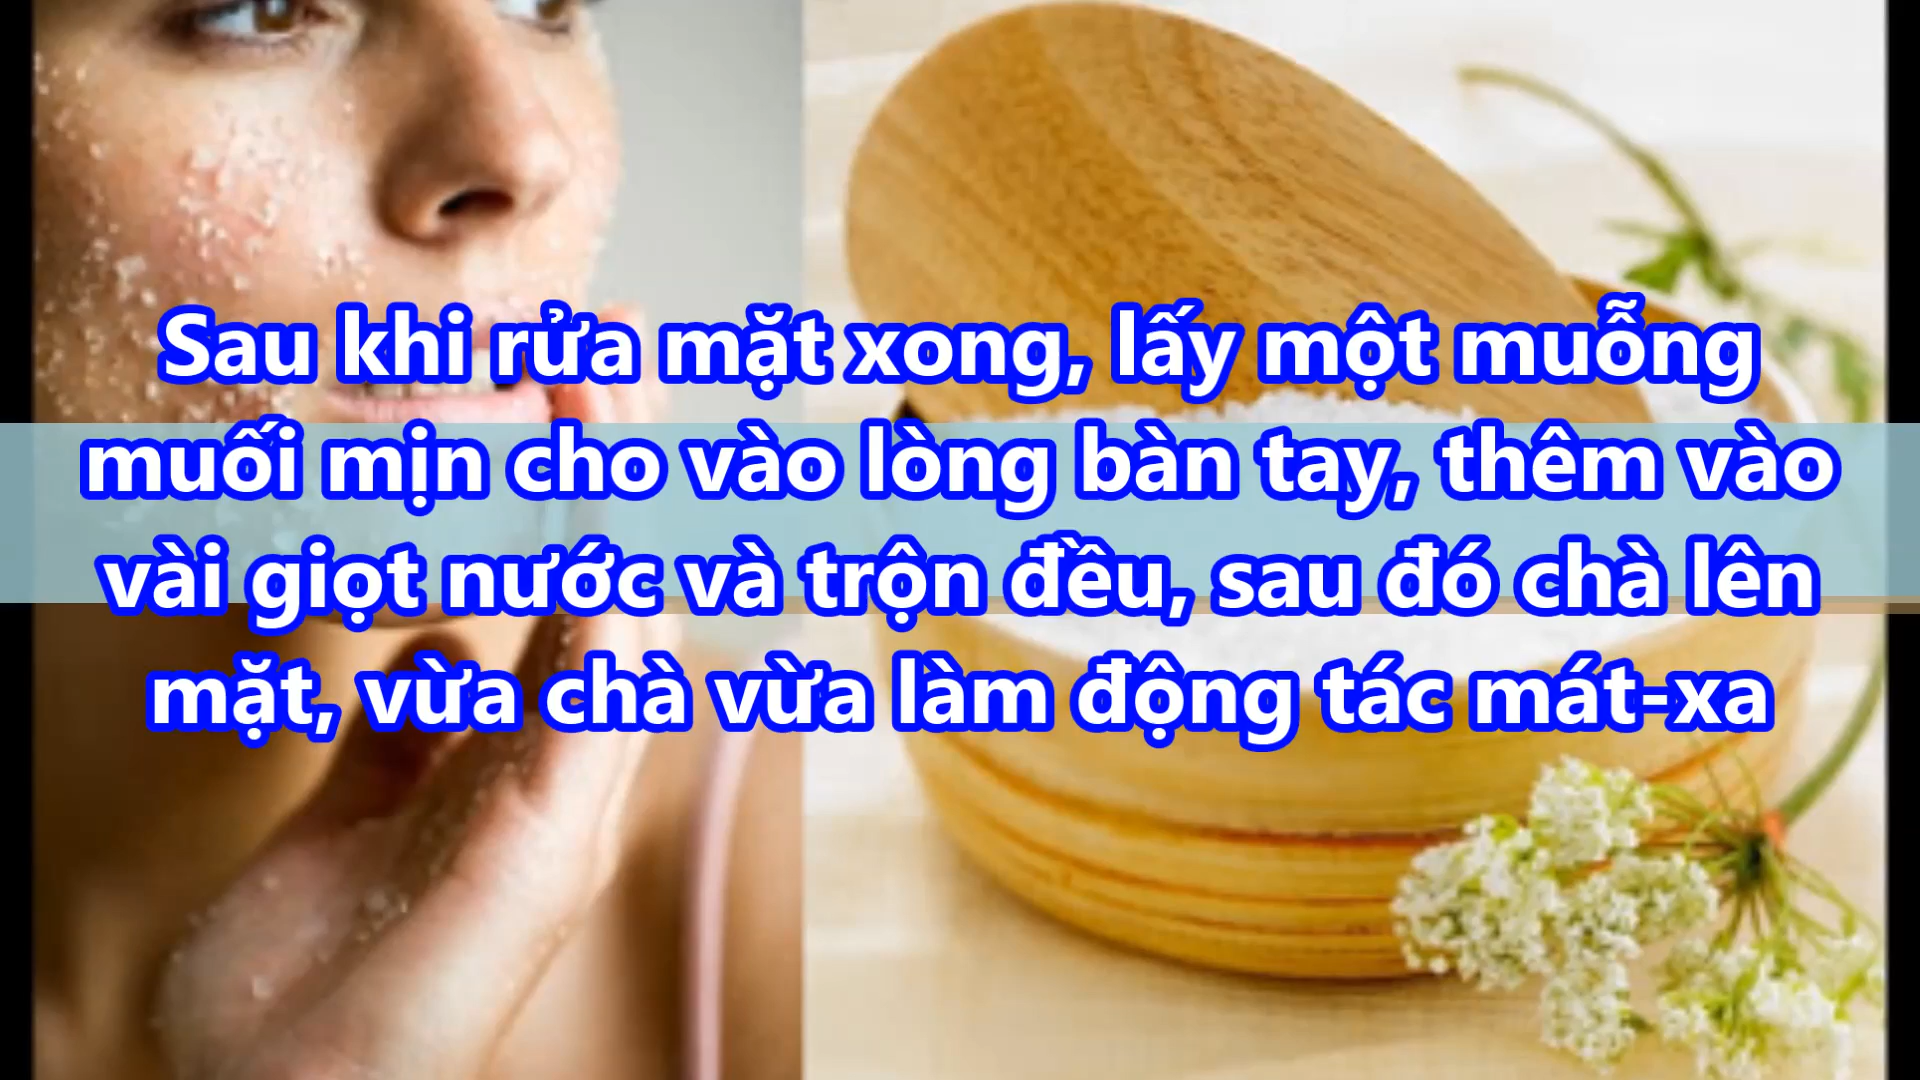 Sau khi rửa mặt xong, lấy một muỗng
muối mịn cho vào lòng bàn tay, thêm vào
vài giọt nước và trộn đều, sau đó chà lên
mặt, vừa chà vừa làm động tác mát-xa